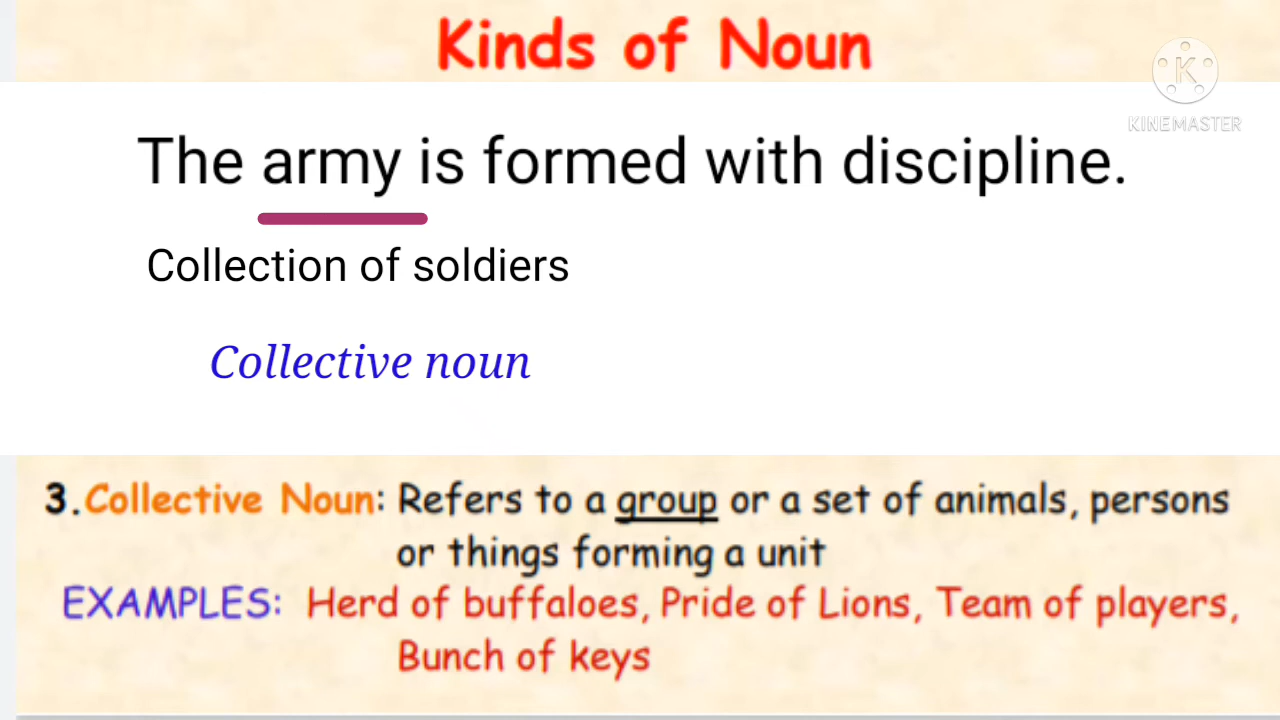 Kinds of Noun
K
KINEMASTER
The army is formed with discipline.
Collection of soldiers
Collective noun
3.Collective Noun: Refers to a group or a set of animals, persons
or things forming a unit
EXAMPLES: Herd of buffaloes, Pride of Lions, Team of players,
Bunch of keys